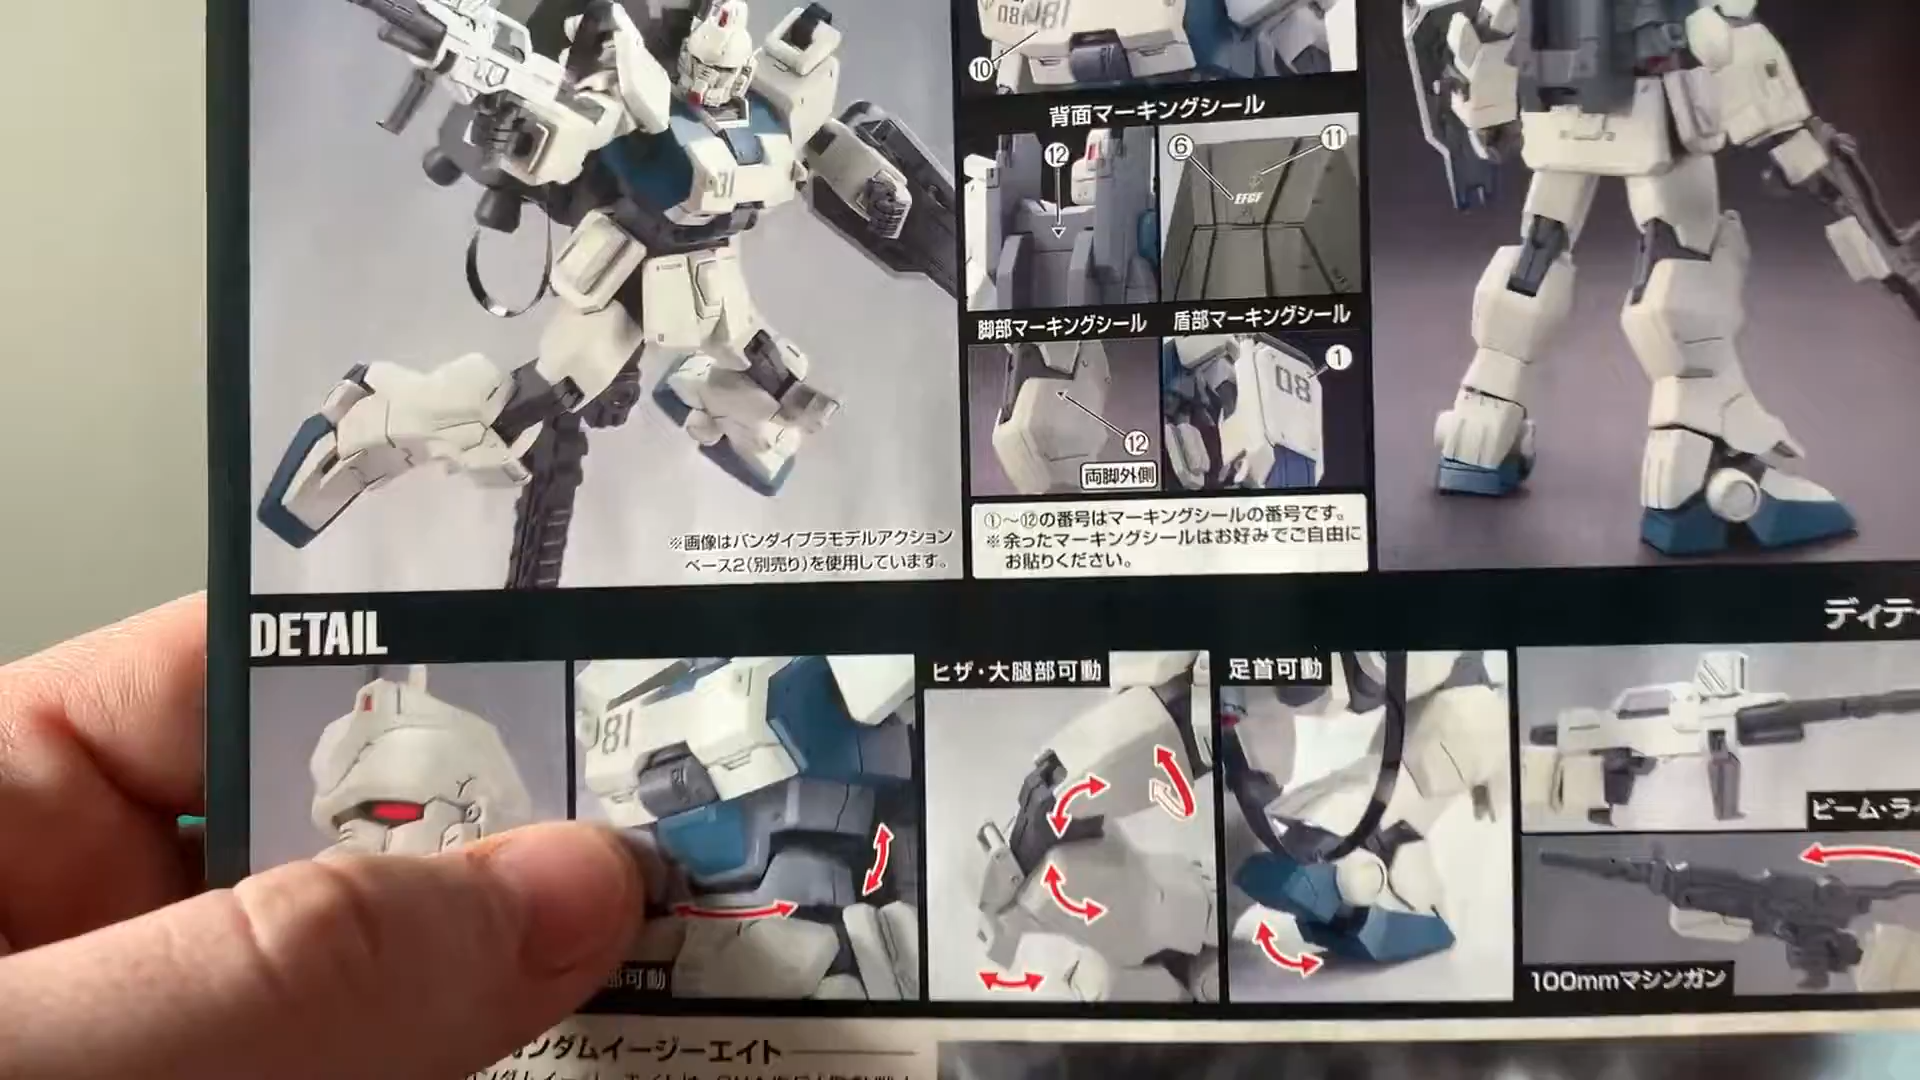 081
081
⑩
背面マーキングシール
⑫
⑥
⑪
EFGF
31
脚部マーキングシール
盾部マーキングシール
①
08
⑫
両脚外側
※画像はバンダイプラモデルアクション
ベース2(別売り)を使用しています。
①〜⑫の番号はマーキングシールの番号です。
※余ったマーキングシールはお好みでご自由に
お貼りください。
DETAIL
ディテ
081
ヒザ・大腿部可動
足首可動
ビーム・ラ
部可動
100mmマシンガン
ンダムイージーエイト